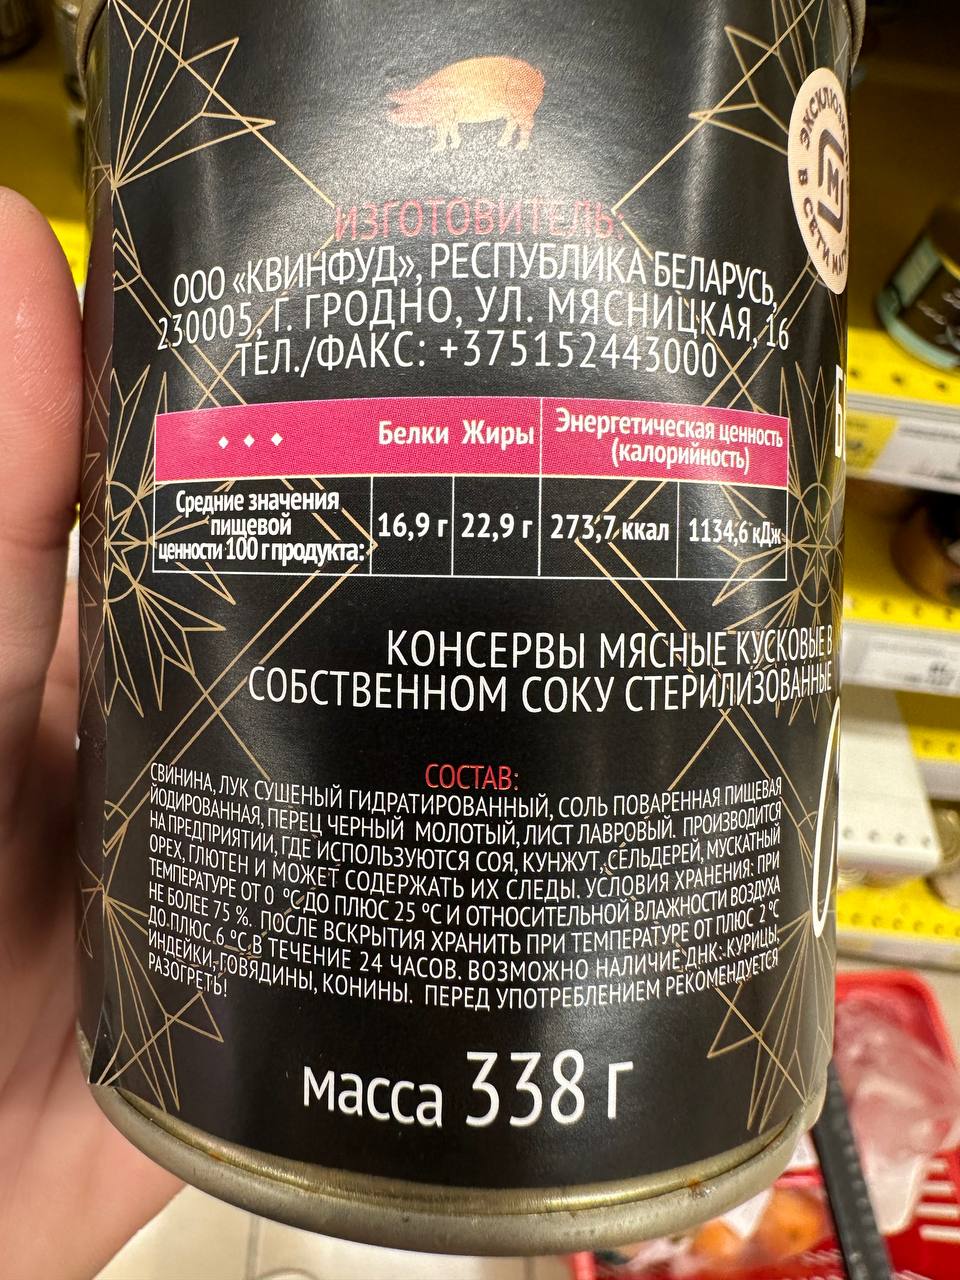 ЭКСКЛЮЗИВНО
В СЕТИ МАГ
М
ИЗГОТОВИТЕЛЬ:
ООО «КВИНФУД», РЕСПУБЛИКА БЕЛАРУСЬ,
230005, Г. ГРОДНО, УЛ. МЯСНИЦКАЯ, 16
ТЕЛ./ФАКС: +375152443000
Белки Жиры Энергетическая ценность
(калорийность)
Средние значения
пищевой
ценности 100 г продукта:
16,9 г 22,9 г 273,7 ккал 1134,6 кДж
КОНСЕРВЫ МЯСНЫЕ КУСКОВЫЕ В
СОБСТВЕННОМ СОКУ СТЕРИЛИЗОВАННЫЕ
СОСТАВ:
СВИНИНА, ЛУК СУШЕНЫЙ ГИДРАТИРОВАННЫЙ, СОЛЬ ПОВАРЕННАЯ ПИЩЕВАЯ
ЙОДИРОВАННАЯ, ПЕРЕЦ ЧЕРНЫЙ МОЛОТЫЙ, ЛИСТ ЛАВРОВЫЙ. ПРОИЗВОДИТСЯ
НА ПРЕДПРИЯТИИ, ГДЕ ИСПОЛЬЗУЮТСЯ СОЯ, КУНЖУТ, СЕЛЬДЕРЕЙ, МУСКАТНЫЙ
ОРЕХ, ГЛЮТЕН И МОЖЕТ СОДЕРЖАТЬ ИХ СЛЕДЫ. УСЛОВИЯ ХРАНЕНИЯ: ПРИ
ТЕМПЕРАТУРЕ ОТ 0 °С ДО ПЛЮС 25 °С И ОТНОСИТЕЛЬНОЙ ВЛАЖНОСТИ ВОЗДУХА
НЕ БОЛЕЕ 75 %. ПОСЛЕ ВСКРЫТИЯ ХРАНИТЬ ПРИ ТЕМПЕРАТУРЕ ОТ ПЛЮС 2 °С
ДО ПЛЮС 6 °С В ТЕЧЕНИЕ 24 ЧАСОВ. ВОЗМОЖНО НАЛИЧИЕ ДНК: КУРИЦЫ,
ИНДЕЙКИ, ГОВЯДИНЫ, КОНИНЫ. ПЕРЕД УПОТРЕБЛЕНИЕМ РЕКОМЕНДУЕТСЯ
РАЗОГРЕТЬ!
масса 338 г